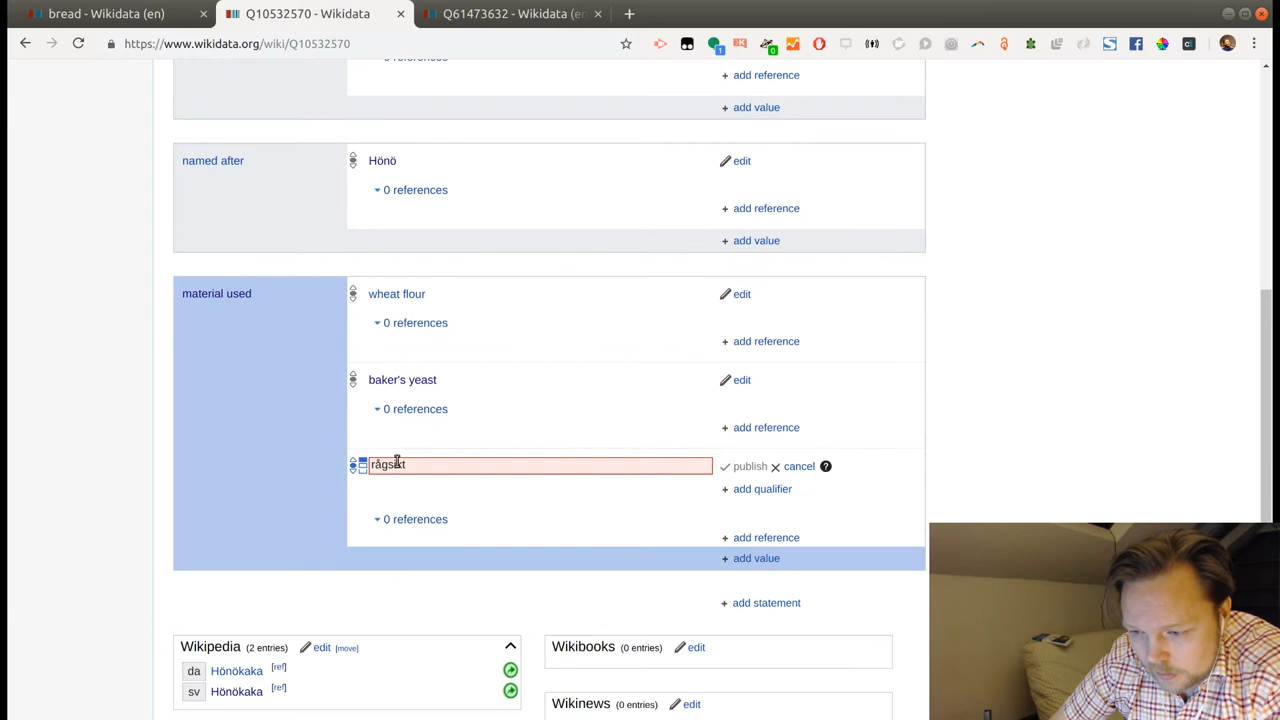 bread - Wikidata (en)
Q10532570 - Wikidata
Q61473632 - Wikidata (en
https://www.wikidata.org/wiki/Q10532570
1
0
0 references
+ add reference
+ add value
named after
Hönö
edit
0 references
+ add reference
+ add value
material used
wheat flour
edit
0 references
+ add reference
baker's yeast
edit
0 references
+ add reference
rågsikt
publish
cancel
?
+ add qualifier
0 references
+ add reference
+ add value
+ add statement
Wikipedia (2 entries) edit [move]
da Hönökaka [ref]
sv Hönökaka [ref]
Wikibooks (0 entries) edit
Wikinews (0 entries) edit